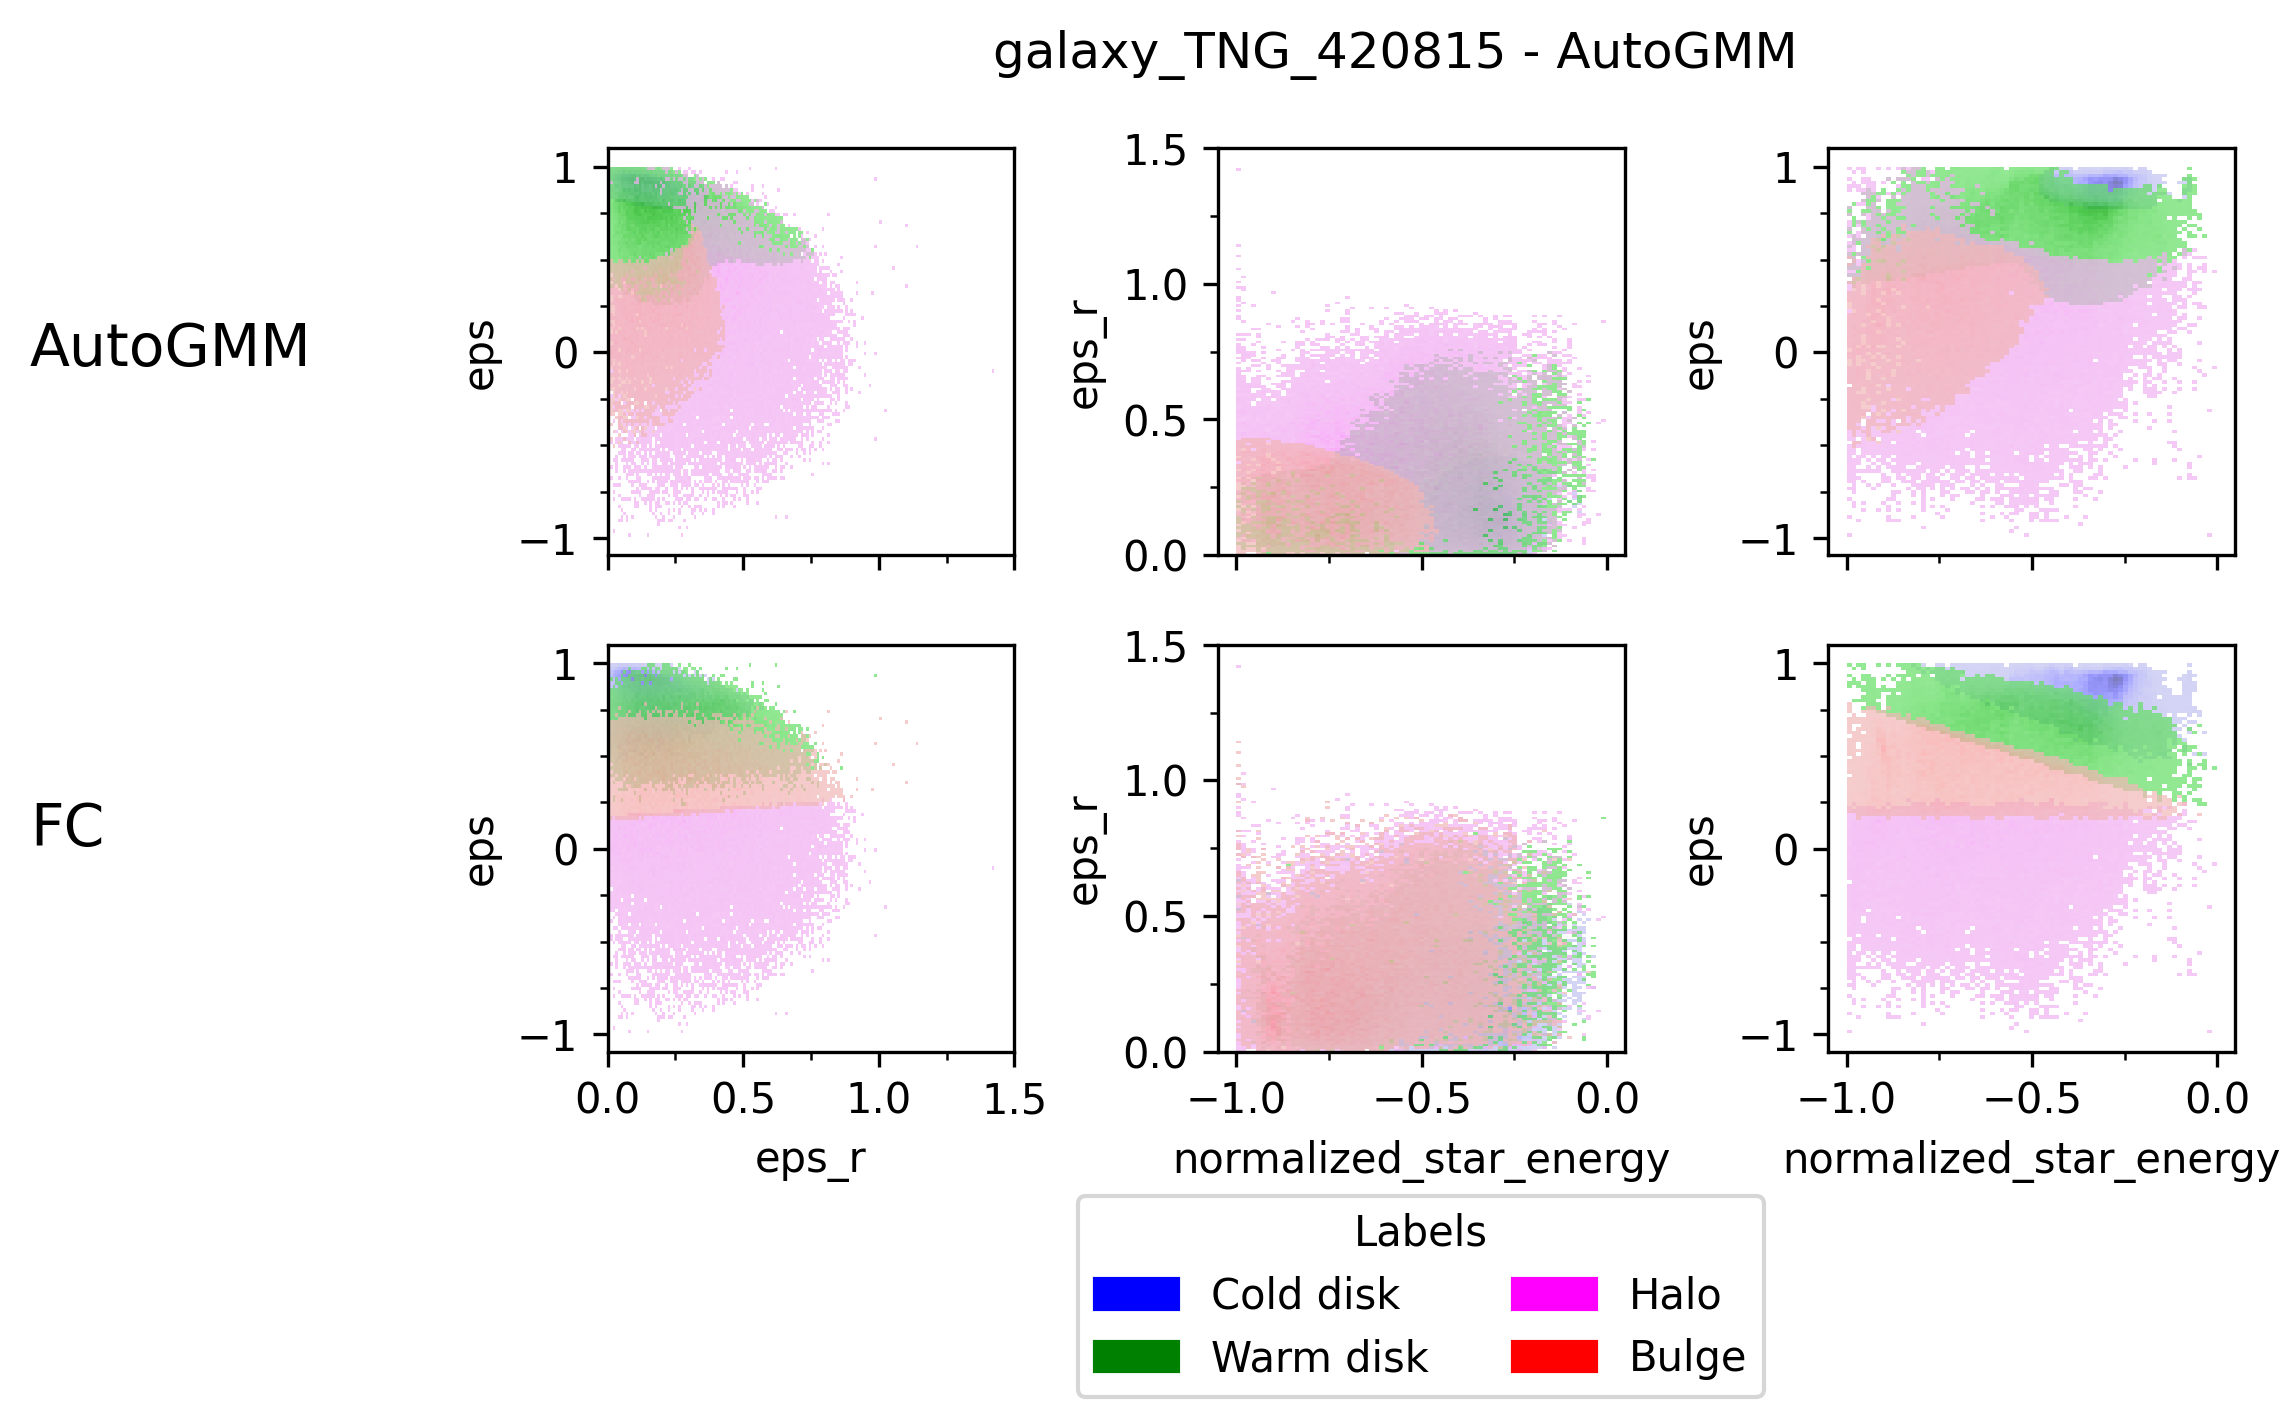 galaxy_TNG_420815 - AutoGMM
AutoGMM
1
0
−1
eps
1.5
1.0
0.5
0.0
eps_r
1
0
−1
eps
FC
1
0
−1
eps
0.0 0.5 1.0 1.5
eps_r
1.5
1.0
0.5
0.0
eps_r
−1.0 −0.5 0.0
normalized_star_energy
1
0
−1
eps
−1.0 −0.5 0.0
normalized_star_energy
Labels
Cold disk
Warm disk
Halo
Bulge